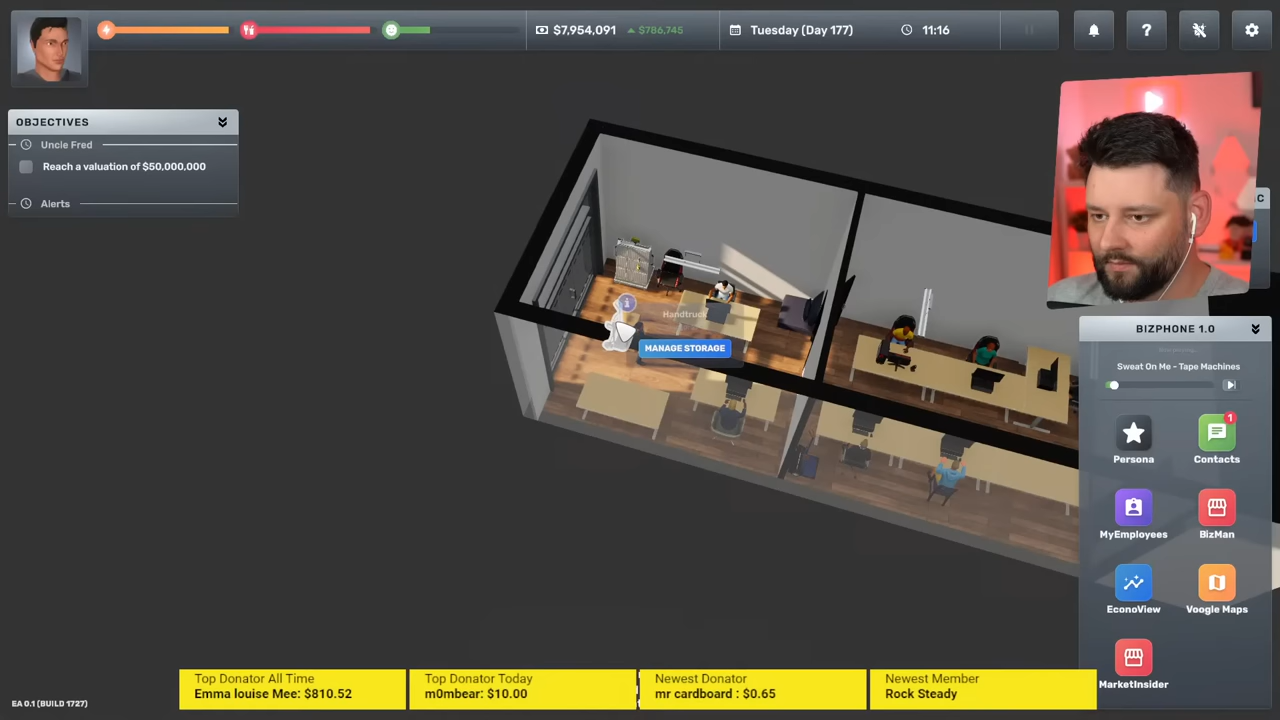 $7,954,091
$786,745
Tuesday (Day 177)
11:16
?
OBJECTIVES
Uncle Fred
Reach a valuation of $50,000,000
Alerts
Handtruck
MANAGE STORAGE
C
BIZPHONE 1.0
Sweat On Me - Tape Machines
Persona
1
Contacts
MyEmployees
BizMan
EconoView
Voogle Maps
MarketInsider
Top Donator All Time
Emma louise Mee: $810.52
Top Donator Today
m0mbear: $10.00
Newest Donator
mr cardboard : $0.65
Newest Member
Rock Steady
EA 0.1 (BUILD 1727)